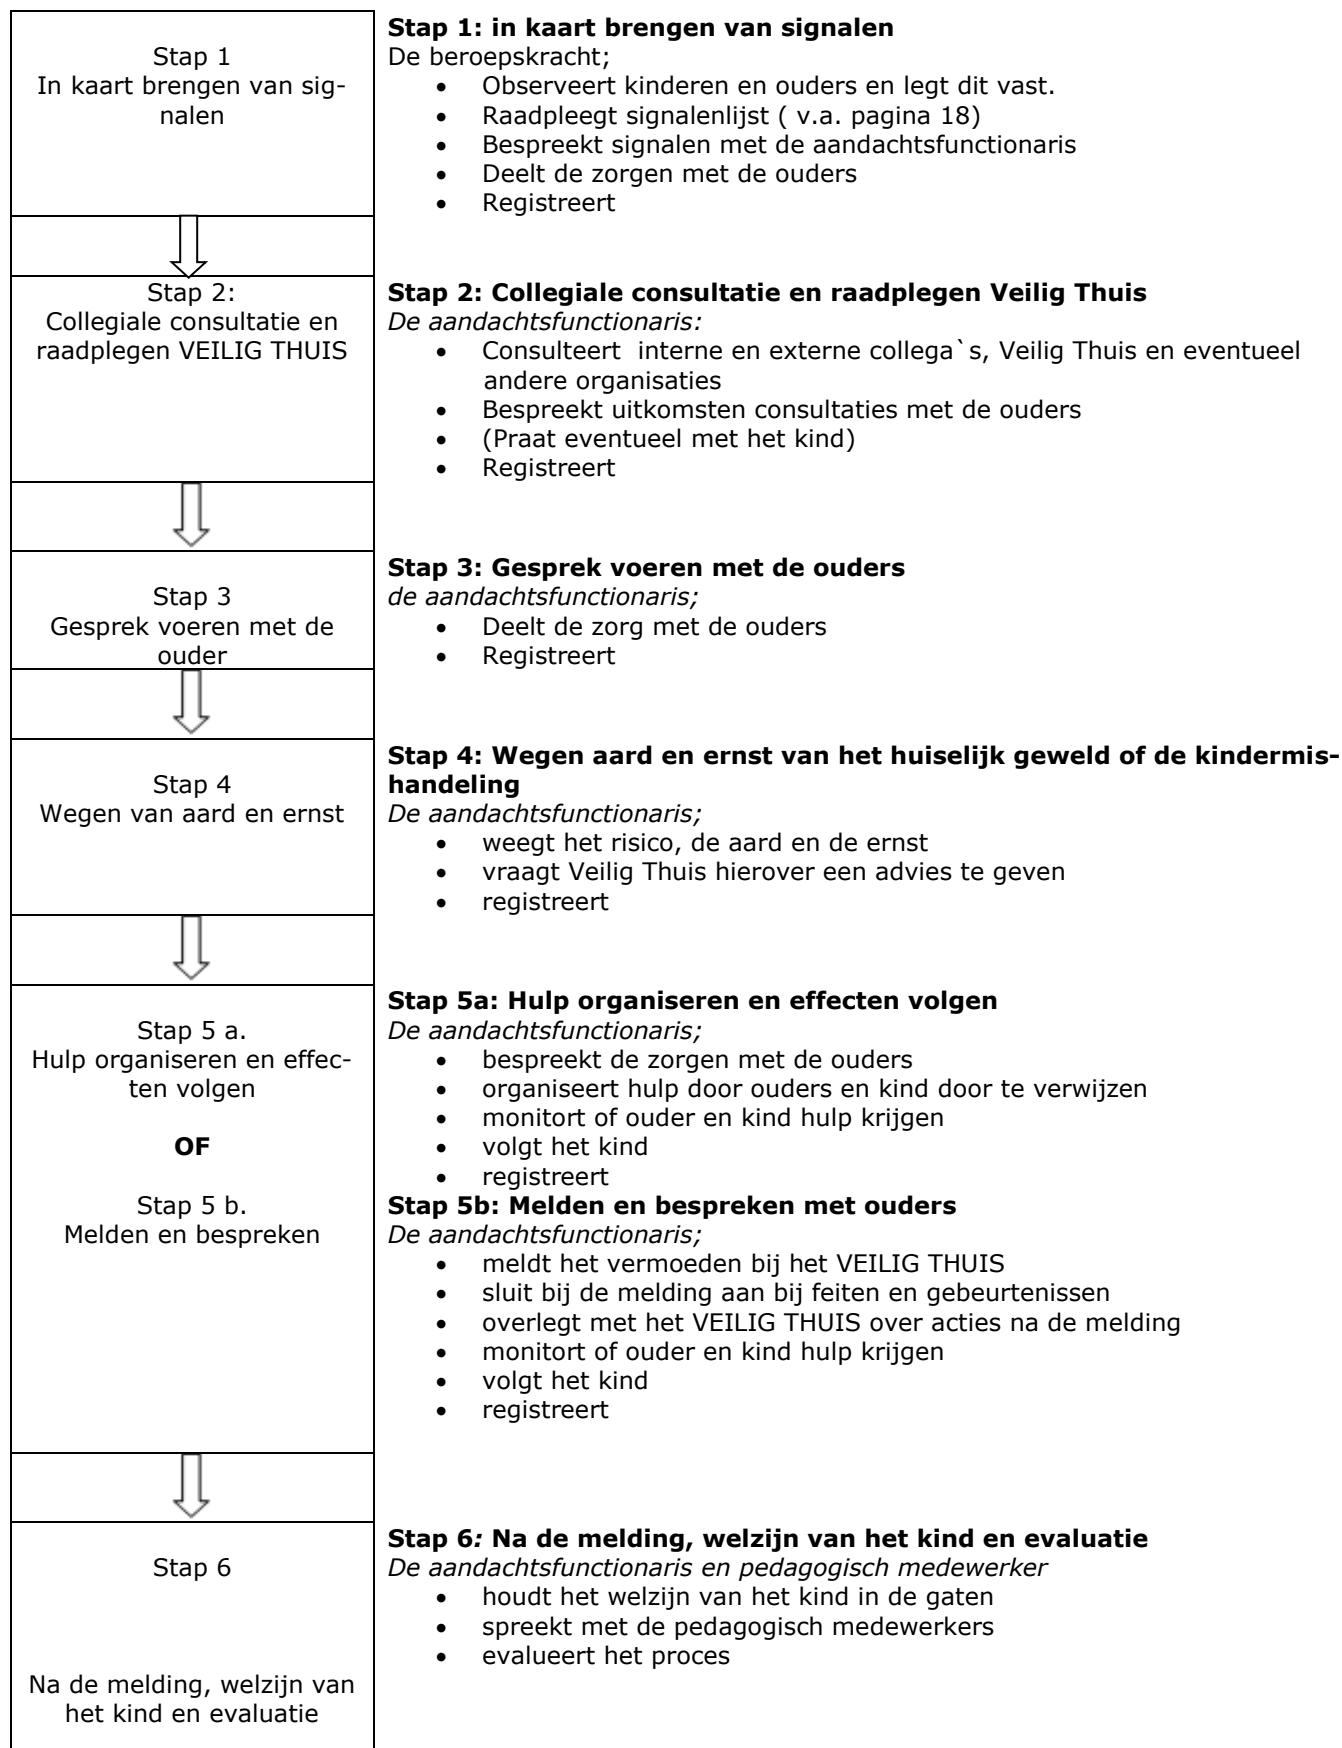 Stap 1
In kaart brengen van sig-
nalen
Stap 1: in kaart brengen van signalen
De beroepskracht;
• Observeert kinderen en ouders en legt dit vast.
• Raadpleegt signalenlijst ( v.a. pagina 18)
• Bespreekt signalen met de aandachtsfunctionaris
• Deelt de zorgen met de ouders
• Registreert
Stap 2:
Collegiale consultatie en
raadplegen VEILIG THUIS
Stap 2: Collegiale consultatie en raadplegen Veilig Thuis
De aandachtsfunctionaris:
• Consulteert  interne en externe collega`s, Veilig Thuis en eventueel
andere organisaties
• Bespreekt uitkomsten consultaties met de ouders
• (Praat eventueel met het kind)
• Registreert
Stap 3
Gesprek voeren met de
ouder
Stap 3: Gesprek voeren met de ouders
de aandachtsfunctionaris;
• Deelt de zorg met de ouders
• Registreert
Stap 4
Wegen van aard en ernst
Stap 4: Wegen aard en ernst van het huiselijk geweld of de kindermis-
handeling
De aandachtsfunctionaris;
• weegt het risico, de aard en de ernst
• vraagt Veilig Thuis hierover een advies te geven
• registreert
Stap 5 a.
Hulp organiseren en effec-
ten volgen
OF
Stap 5 b.
Melden en bespreken
Stap 5a: Hulp organiseren en effecten volgen
De aandachtsfunctionaris;
• bespreekt de zorgen met de ouders
• organiseert hulp door ouders en kind door te verwijzen
• monitort of ouder en kind hulp krijgen
• volgt het kind
• registreert
Stap 5b: Melden en bespreken met ouders
De aandachtsfunctionaris;
• meldt het vermoeden bij het VEILIG THUIS
• sluit bij de melding aan bij feiten en gebeurtenissen
• overlegt met het VEILIG THUIS over acties na de melding
• monitort of ouder en kind hulp krijgen
• volgt het kind
• registreert
Stap 6
Na de melding, welzijn van
het kind en evaluatie
Stap 6: Na de melding, welzijn van het kind en evaluatie
De aandachtsfunctionaris en pedagogisch medewerker
• houdt het welzijn van het kind in de gaten
• spreekt met de pedagogisch medewerkers
• evalueert het proces